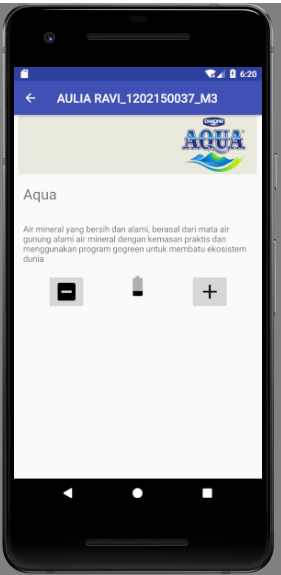 6:20
AULIA RAVI_1202150037_M3
DANONE
AQUA
Aqua
Air mineral yang bersih dan alami, berasal dari mata air
gunung alami air mineral dengan kemasan praktis dan
menggunakan program gogreen untuk membatu ekosistem
dunia